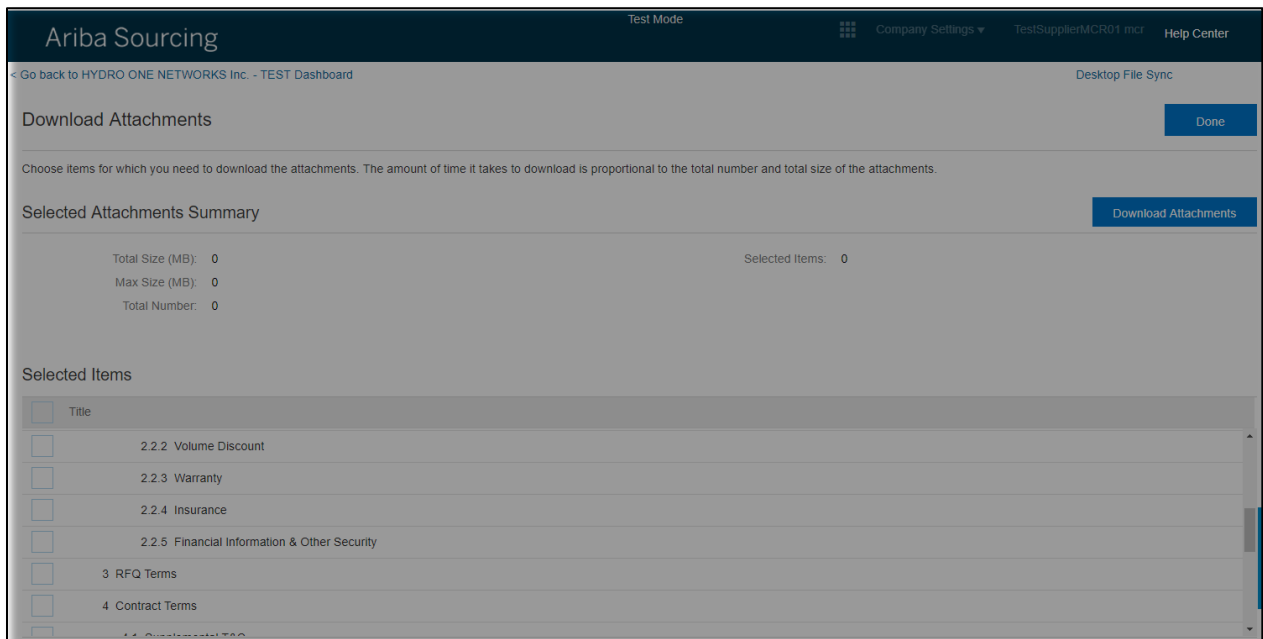 Test Mode
Ariba Sourcing
Company Settings ▾ TestSupplierMCR01 mcr Help Center
< Go back to HYDRO ONE NETWORKS Inc. - TEST Dashboard Desktop File Sync
Download Attachments Done
Choose items for which you need to download the attachments. The amount of time it takes to download is proportional to the total number and total size of the attachments.
Selected Attachments Summary Download Attachments
Total Size (MB): 0 Selected Items: 0
Max Size (MB): 0
Total Number: 0
Selected Items
Title
2.2.2 Volume Discount
2.2.3 Warranty
2.2.4 Insurance
2.2.5 Financial Information & Other Security
3 RFQ Terms
4 Contract Terms
4.1 Supplemental T&C